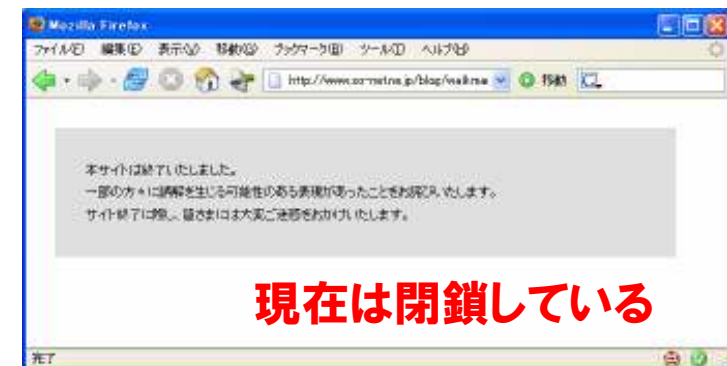 Mozilla Firefox
ファイル(F) 編集(E) 表示(V) 移動(G) ブックマーク(B) ツール(T) ヘルプ(H)
移動
本サイトは終了いたしました。
一部の方々に誤解を生じる可能性のある表現があったことをお詫びいたします。
サイト終了に際し、皆さまには大変ご迷惑をおかけいたします。
現在は閉鎖している
完了